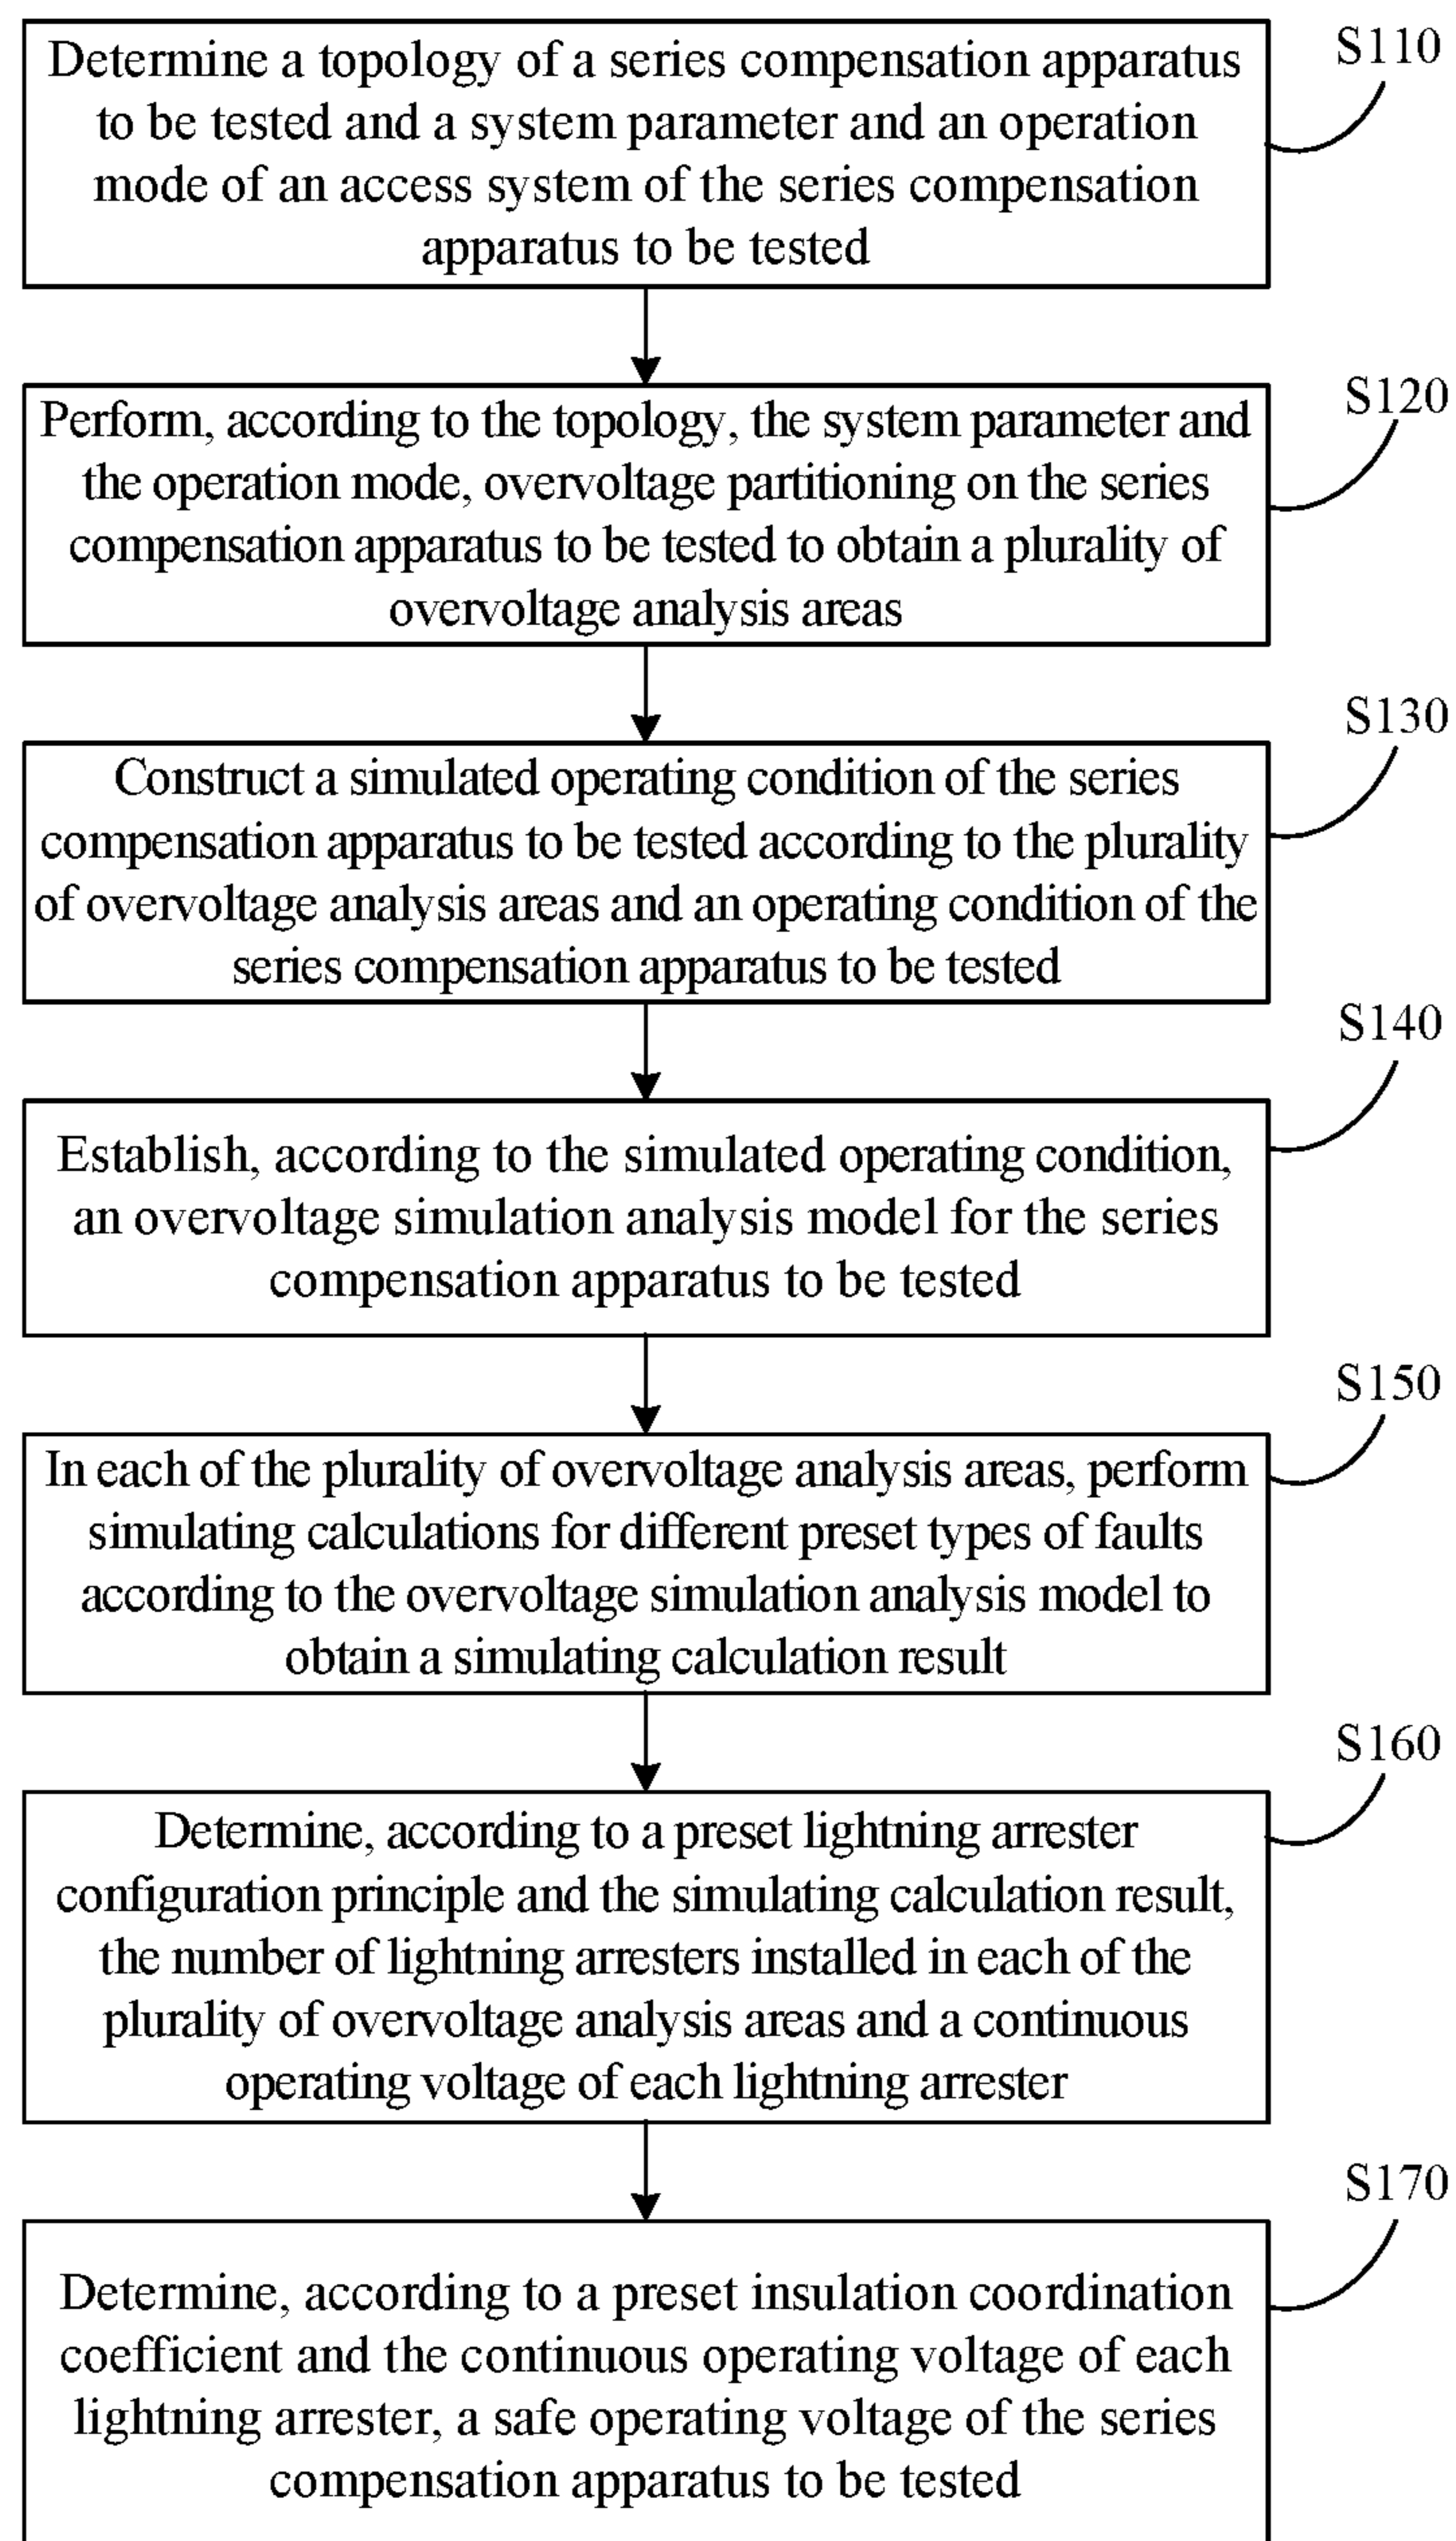 Determine a topology of a series compensation apparatus
to be tested and a system parameter and an operation
mode of an access system of the series compensation
apparatus to be tested
S110
Perform, according to the topology, the system parameter and
the operation mode, overvoltage partitioning on the series
compensation apparatus to be tested to obtain a plurality of
overvoltage analysis areas
S120
Construct a simulated operating condition of the series
compensation apparatus to be tested according to the plurality
of overvoltage analysis areas and an operating condition of the
series compensation apparatus to be tested
S130
Establish, according to the simulated operating condition,
an overvoltage simulation analysis model for the series
compensation apparatus to be tested
S140
In each of the plurality of overvoltage analysis areas, perform
simulating calculations for different preset types of faults
according to the overvoltage simulation analysis model to
obtain a simulating calculation result
S150
Determine, according to a preset lightning arrester
configuration principle and the simulating calculation result,
the number of lightning arresters installed in each of the
plurality of overvoltage analysis areas and a continuous
operating voltage of each lightning arrester
S160
Determine, according to a preset insulation coordination
coefficient and the continuous operating voltage of each
lightning arrester, a safe operating voltage of the series
compensation apparatus to be tested
S170